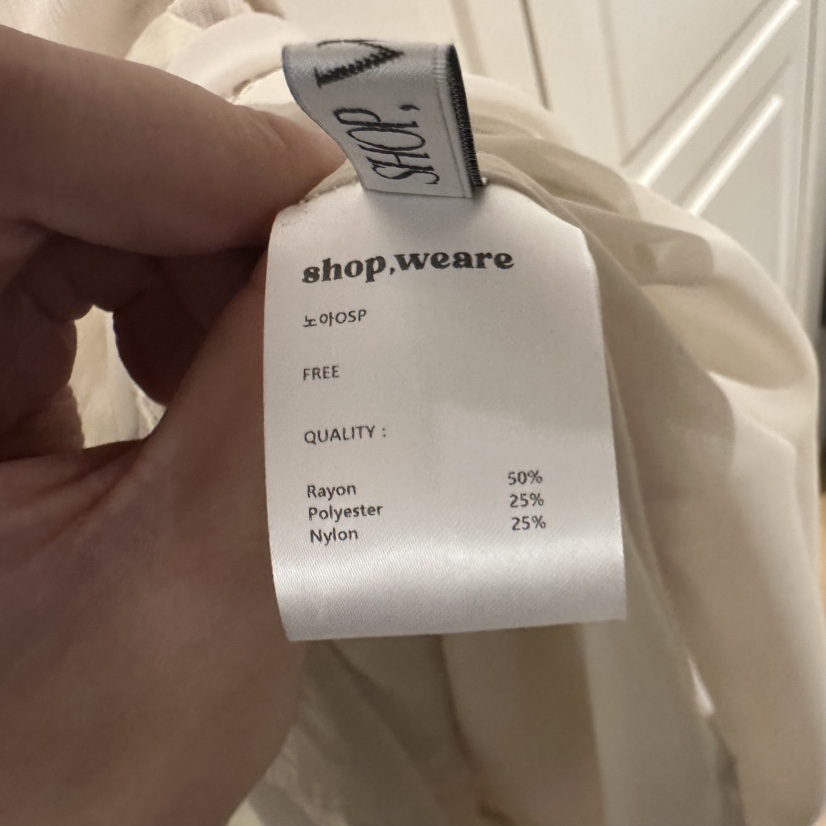 SHOP,
shop,weare
노아OSP
FREE
QUALITY :
Rayon 50%
Polyester 25%
Nylon 25%